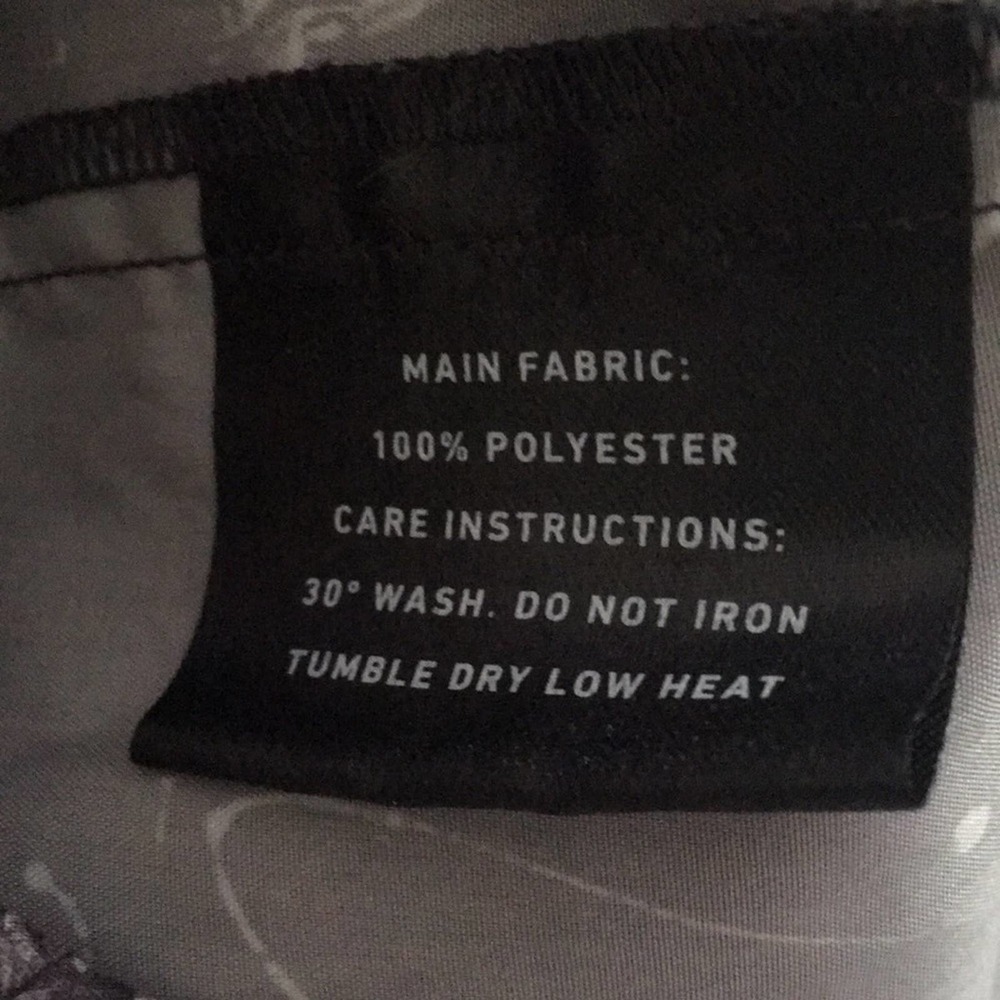 MAIN FABRIC:
100% POLYESTER
CARE INSTRUCTIONS:
30° WASH. DO NOT IRON
TUMBLE DRY LOW HEAT